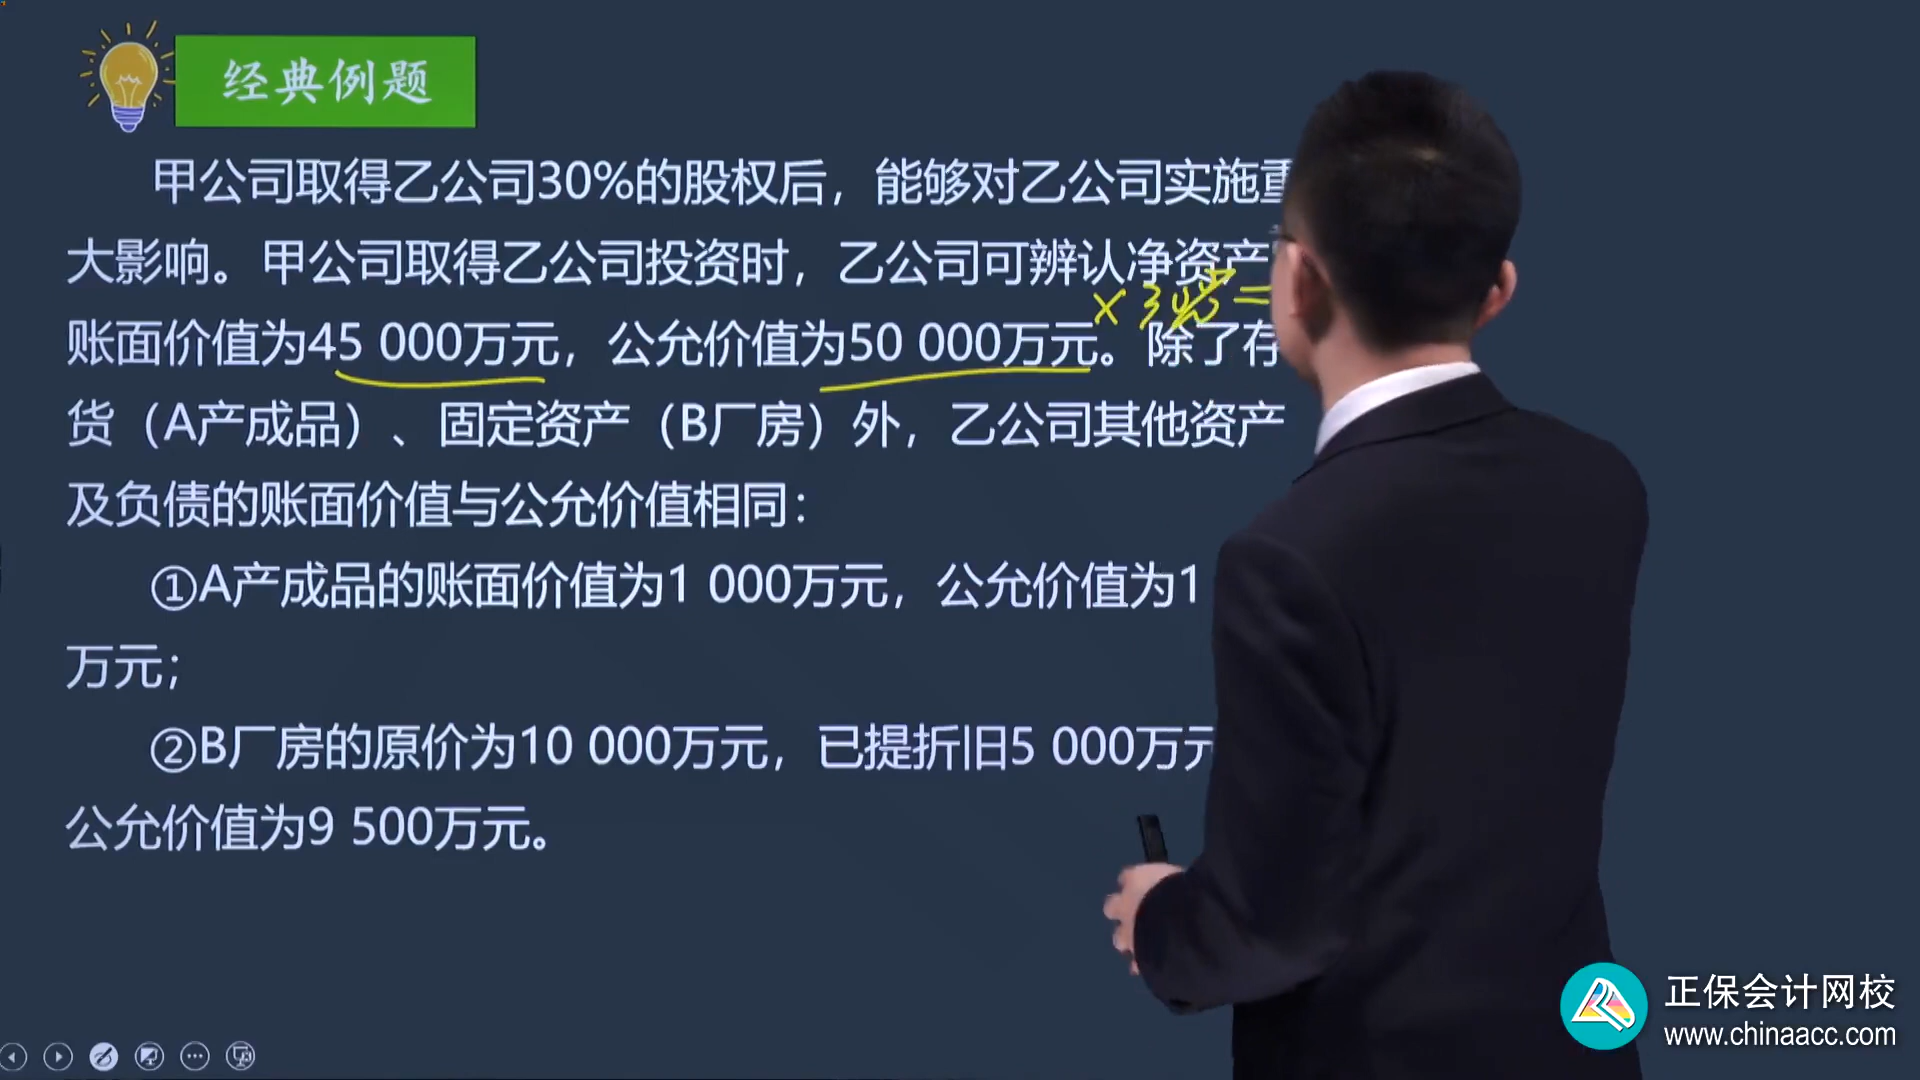 经典例题
甲公司取得乙公司30%的股权后，能够对乙公司实施重
大影响。甲公司取得乙公司投资时，乙公司可辨认净资产
×30%=
账面价值为45 000万元，公允价值为50 000万元。除了存
货（A产成品）、固定资产（B厂房）外，乙公司其他资产
及负债的账面价值与公允价值相同：
①A产成品的账面价值为1 000万元，公允价值为1
万元；
②B厂房的原价为10 000万元，已提折旧5 000万元
公允价值为9 500万元。
正保会计网校
www.chinaacc.com